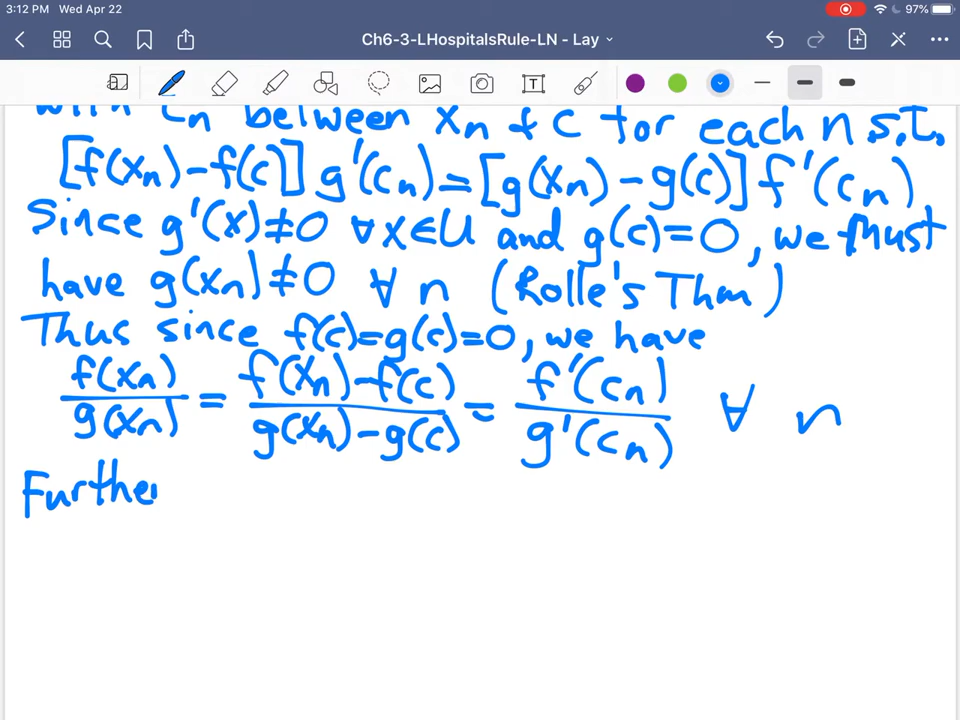 3:12 PM Wed Apr 22
97%
Ch6-3-LHospitalsRule-LN - Lay
with cn between xn + c for each n s.t.
[f(xn)-f(c)] g'(cn)=[g(xn)-g(c)]f'(cn)
Since g'(x)≠0 ∀x∈U and g(c)=0, we must
have g(xn)≠0 ∀ n (Rolle's Thm)
Thus since f(c)=g(c)=0, we have
f(xn)/g(xn) = f(xn)-f(c)/g(xn)-g(c) = f'(cn)/g'(cn) ∀ n
Further